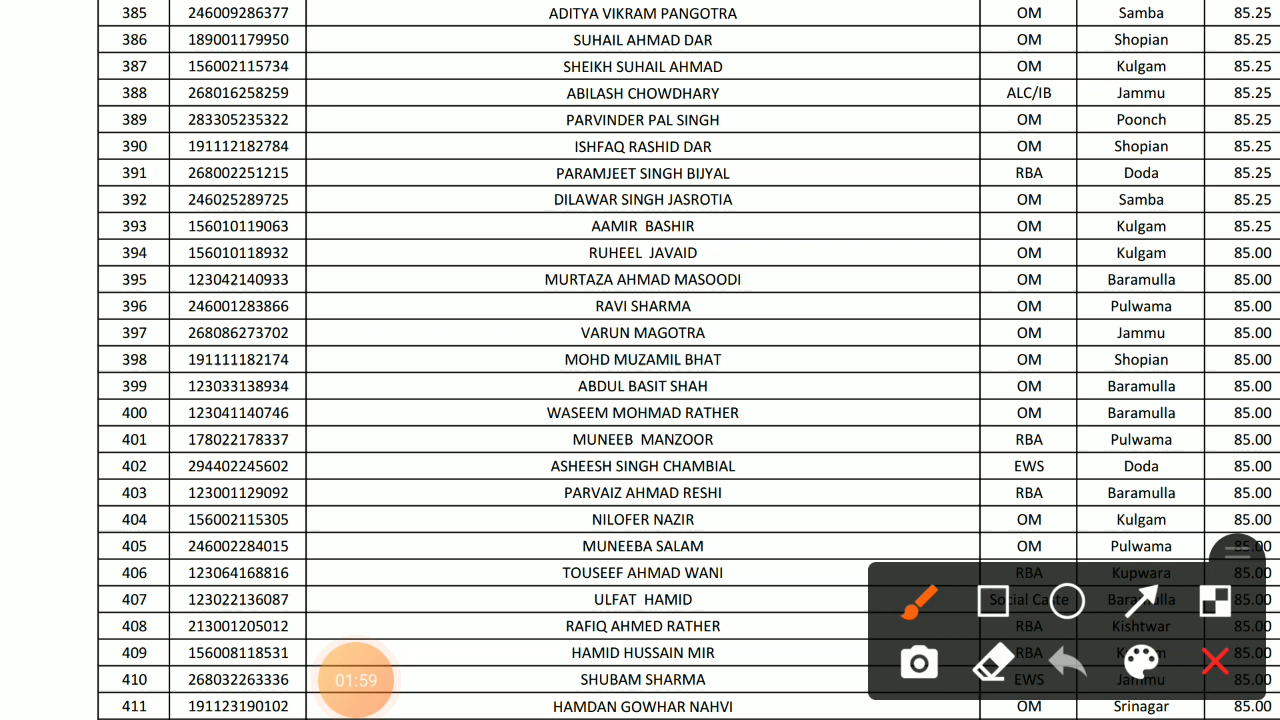 385 246009286377 ADITYA VIKRAM PANGOTRA OM Samba 85.25
386 189001179950 SUHAIL AHMAD DAR OM Shopian 85.25
387 156002115734 SHEIKH SUHAIL AHMAD OM Kulgam 85.25
388 268016258259 ABILASH CHOWDHARY ALC/IB Jammu 85.25
389 283305235322 PARVINDER PAL SINGH OM Poonch 85.25
390 191112182784 ISHFAQ RASHID DAR OM Shopian 85.25
391 268002251215 PARAMJEET SINGH BIJYAL RBA Doda 85.25
392 246025289725 DILAWAR SINGH JASROTIA OM Samba 85.25
393 156010119063 AAMIR BASHIR OM Kulgam 85.25
394 156010118932 RUHEEL JAVAID OM Kulgam 85.00
395 123042140933 MURTAZA AHMAD MASOODI OM Baramulla 85.00
396 246001283866 RAVI SHARMA OM Pulwama 85.00
397 268086273702 VARUN MAGOTRA OM Jammu 85.00
398 191111182174 MOHD MUZAMIL BHAT OM Shopian 85.00
399 123033138934 ABDUL BASIT SHAH OM Baramulla 85.00
400 123041140746 WASEEM MOHMAD RATHER OM Baramulla 85.00
401 178022178337 MUNEEB MANZOOR RBA Pulwama 85.00
402 294402245602 ASHEESH SINGH CHAMBIAL EWS Doda 85.00
403 123001129092 PARVAIZ AHMAD RESHI RBA Baramulla 85.00
404 156002115305 NILOFER NAZIR OM Kulgam 85.00
405 246002284015 MUNEEBA SALAM OM Pulwama 85.00
406 123064168816 TOUSEEF AHMAD WANI RBA Kupwara 85.00
407 123022136087 ULFAT HAMID Social Caste Baramulla 85.00
408 213001205012 RAFIQ AHMED RATHER RBA Kishtwar 85.00
409 156008118531 HAMID HUSSAIN MIR RBA 85.00
410 268032263336 01:59 SHUBAM SHARMA EWS Jammu 85.00
411 191123190102 HAMDAN GOWHAR NAHVI OM Srinagar 85.00